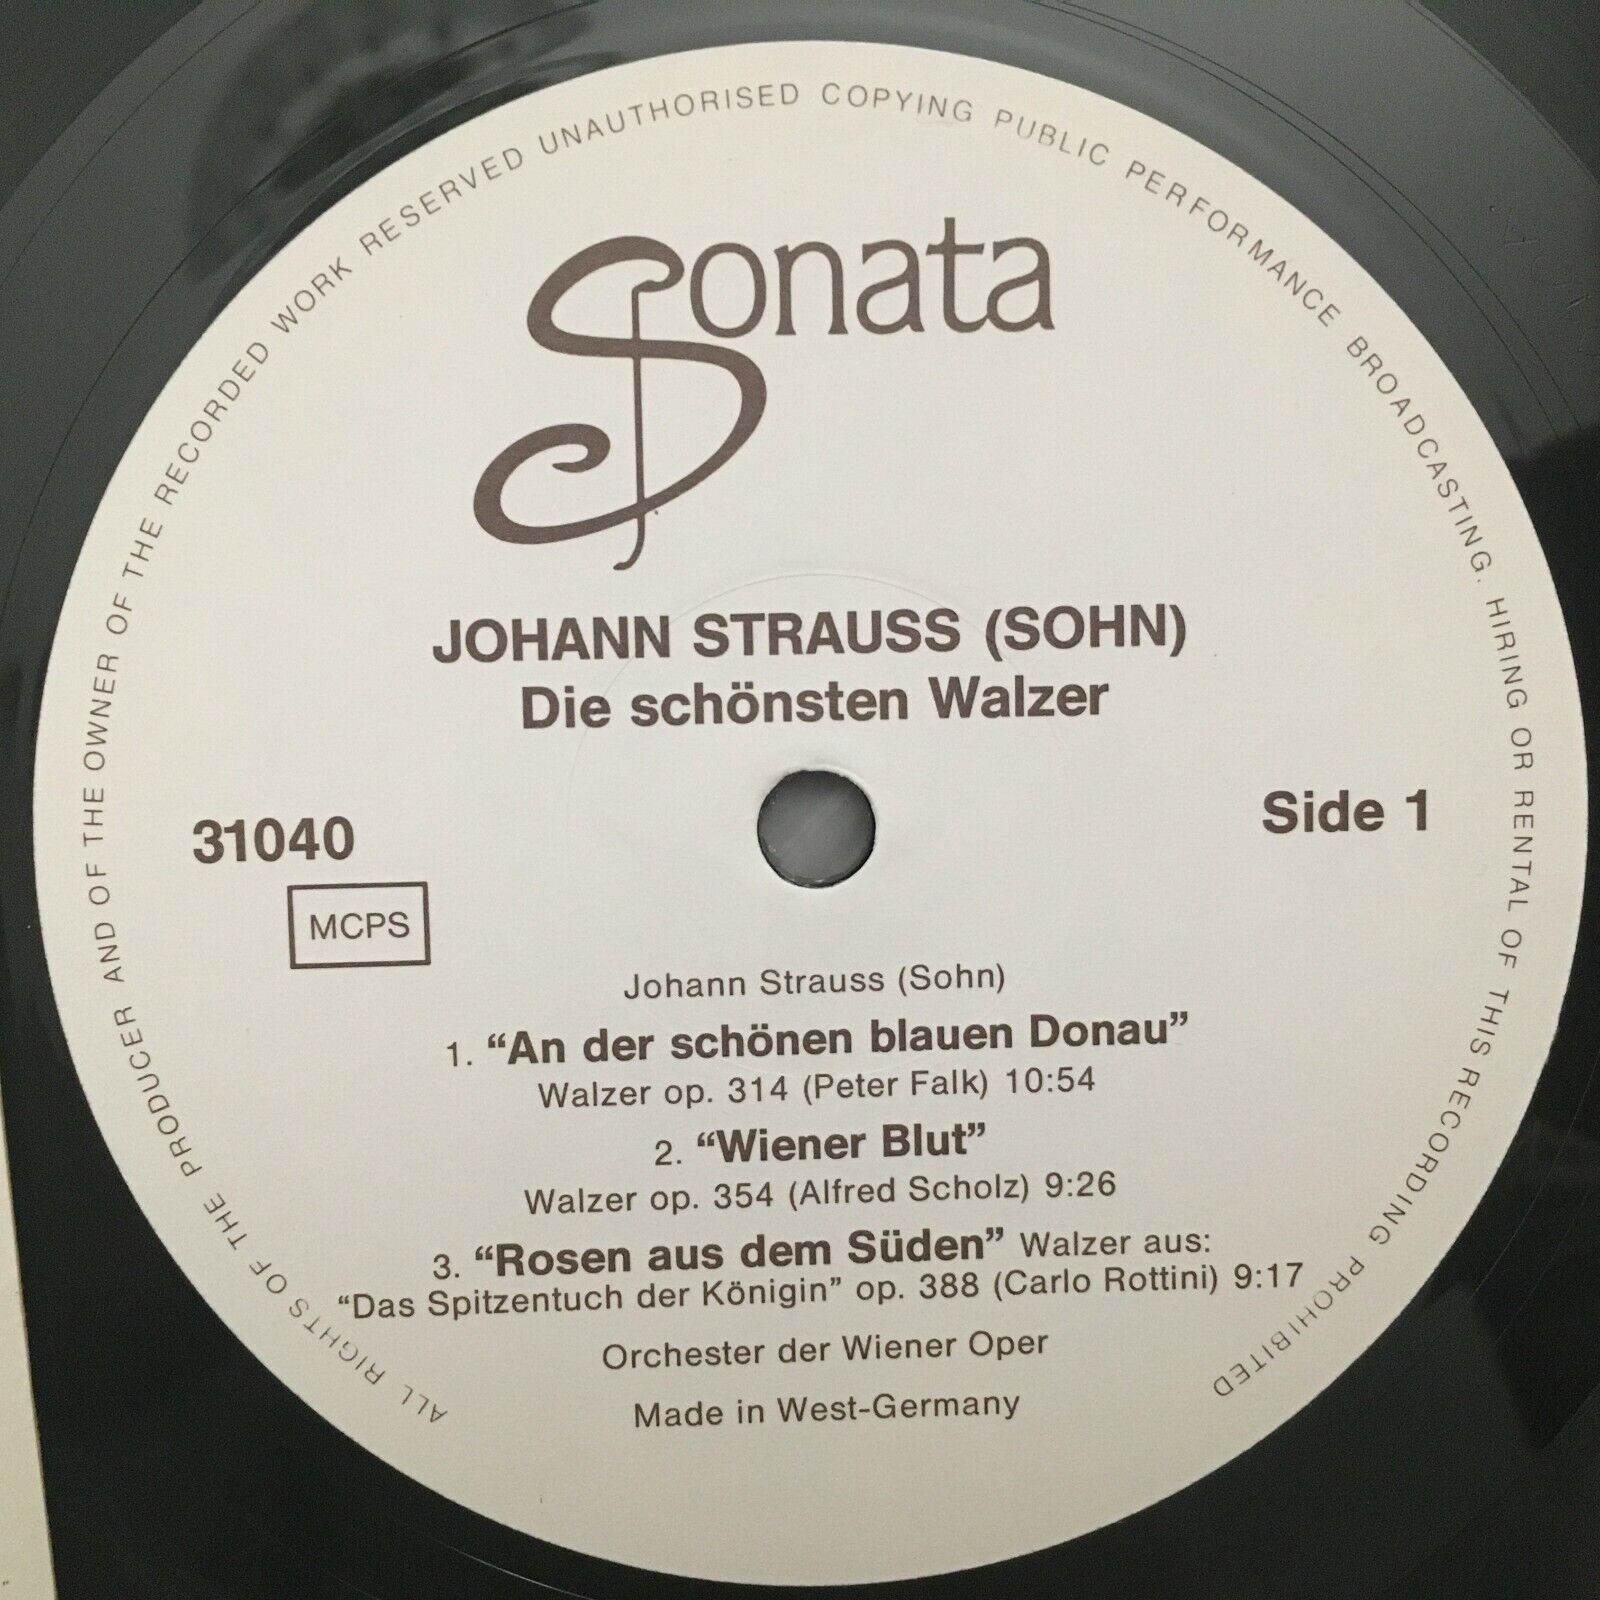 ALL RIGHTS OF THE PRODUCER AND OF THE OWNER OF THE RECORDED WORK RESERVED UNAUTHORISED COPYING PUBLIC PERFORMANCE BROADCASTING. HIRING OR RENTAL OF THIS RECORDING PROHIBITED
Sonata
JOHANN STRAUSS (SOHN)
Die schönsten Walzer
31040
Side 1
MCPS
Johann Strauss (Sohn)
1. “An der schönen blauen Donau”
Walzer op. 314 (Peter Falk) 10:54
2. “Wiener Blut”
Walzer op. 354 (Alfred Scholz) 9:26
3. “Rosen aus dem Süden” Walzer aus:
“Das Spitzentuch der Königin” op. 388 (Carlo Rottini) 9:17
Orchester der Wiener Oper
Made in West-Germany